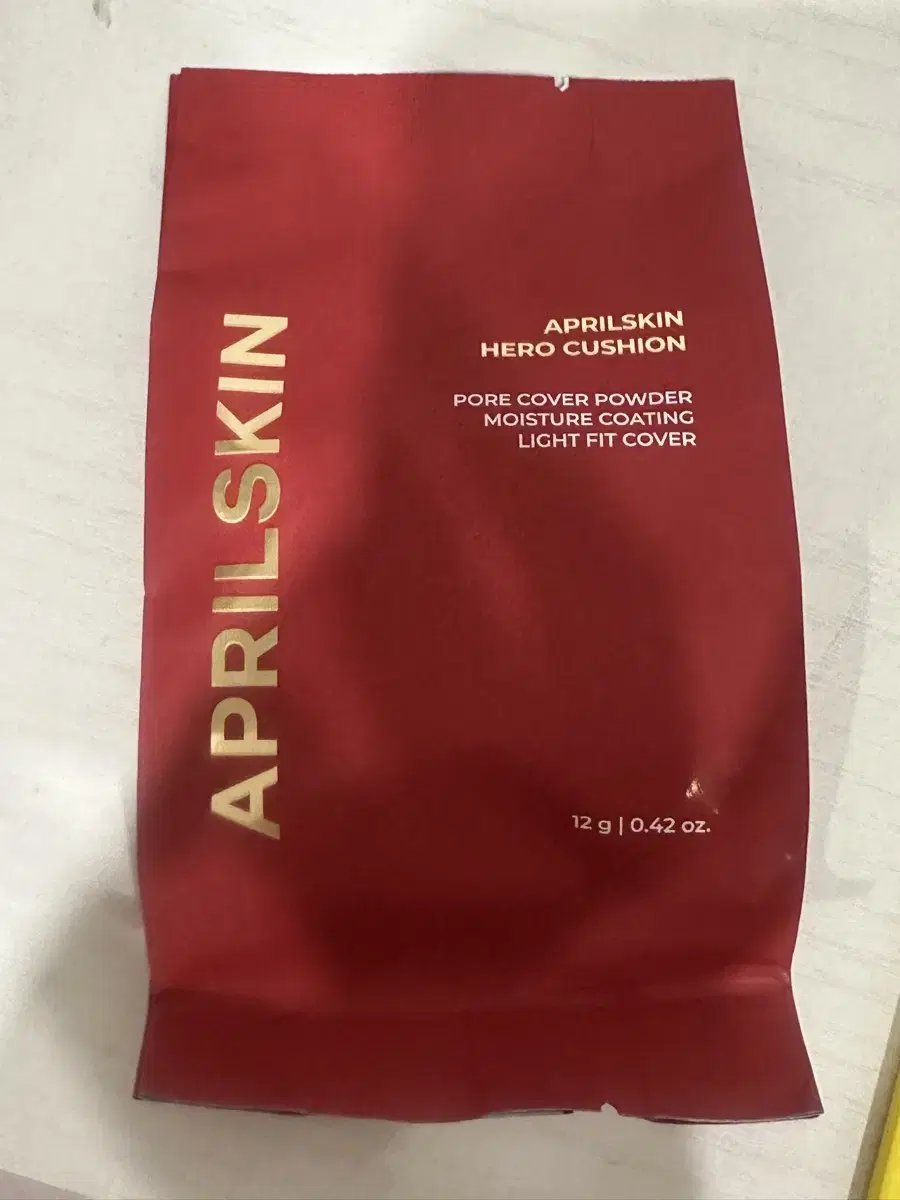 APRILSKIN
APRILSKIN
HERO CUSHION
PORE COVER POWDER
MOISTURE COATING
LIGHT FIT COVER
12 g | 0.42 oz.